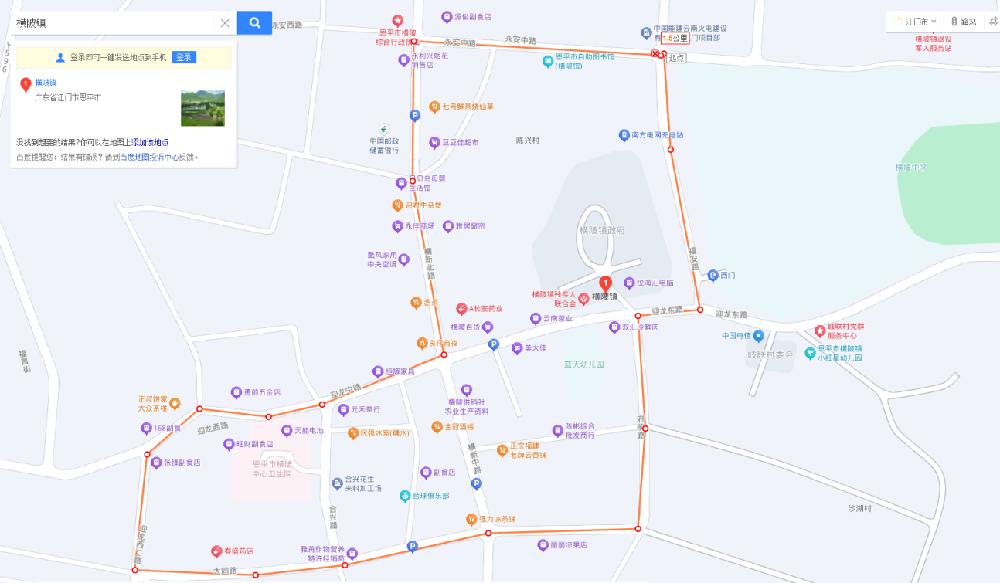 横陂镇
江门市
路况
登录即可一键发送地点到手机
登录
1
横陂镇
广东省江门市恩平市
没找到想要的结果?你可以在地图上添加该地点
百度提醒您：结果有错误？请到百度地图投诉中心反馈。
永安西路
源俊副食店
恩平市横陂
综合行政执
永安中路
永安中路
中国能建云南火电建设
有
1.5公里
门项目部
起点
横陂镇退役
军人服务站
永利兴烟花
销售店
恩平市自助图书馆
(横陂馆)
七号鲜茶烧仙草
P
中国邮政
储蓄银行
豆豆佳超市
陈兴村
南方电网充电站
横陂中学
贝岛母婴
生活馆
迎君牛杂煲
永佳商场
雅居窗帘
横陂镇政府
酷风家用
中央空调
横新北路
福安路
西门
1
悦海汇电脑
横陂镇残疾人
联合会
横陂镇
丞茶
A长安药业
横陂百货
云南茶业
迎龙东路
迎龙东路
双汇冷鲜肉
岐联村党群
服务中心
中国电信
良仔宵夜
P
美大佳
岐联村委会
恩平市横陂镇
小红星幼儿园
福昌街
蓝天幼儿园
恒辉家具
迎龙中路
勇前五金店
正叔饼家
大众茶楼
元禾茶行
横陂供销社
农业生产资料
168副食
迎龙西路
天能电池
民强冰室(糖水)
金冠酒楼
陈彬综合
批发商行
府前路
旺财副食店
正宗福建
老牌云吞铺
张锋副食店
恩平市横陂
中心卫生院
横新中路
副食店
合兴花生
来料加工场
P
台球俱乐部
合兴路
沙湖村
强力凉茶铺
迎龙西二路
春盛药店
雅苒作物营养
特许经销商
P
丽丽凉果店
太园路